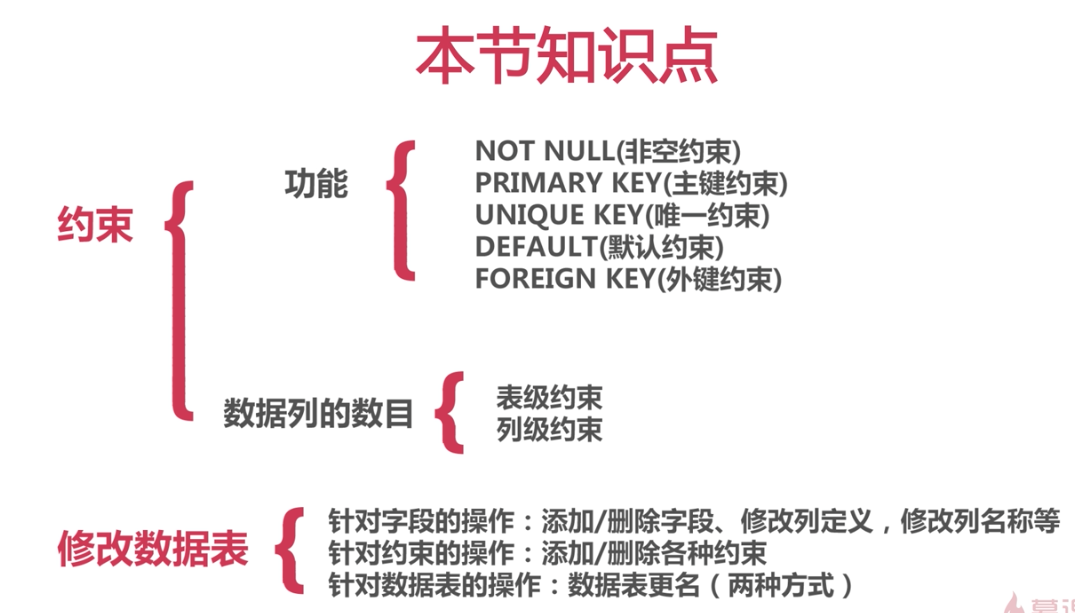 本节知识点
约束
功能
NOT NULL(非空约束)
PRIMARY KEY(主键约束)
UNIQUE KEY(唯一约束)
DEFAULT(默认约束)
FOREIGN KEY(外键约束)
数据列的数目
表级约束
列级约束
修改数据表
针对字段的操作：添加/删除字段、修改列定义，修改列名称等
针对约束的操作：添加/删除各种约束
针对数据表的操作：数据表更名（两种方式）